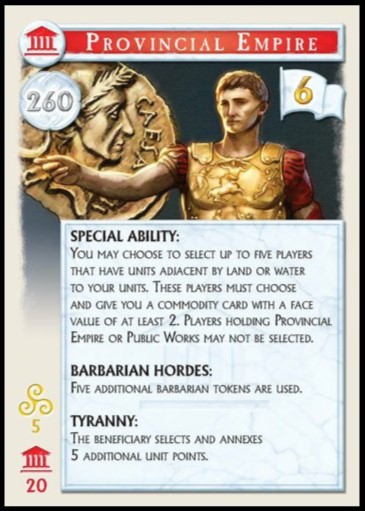 PROVINCIAL EMPIRE
260
6
CAESA
SPECIAL ABILITY:
YOU MAY CHOOSE TO SELECT UP TO FIVE PLAYERS
THAT HAVE UNITS ADJACENT BY LAND OR WATER
TO YOUR UNITS. THESE PLAYERS MUST CHOOSE
AND GIVE YOU A COMMODITY CARD WITH A FACE
VALUE OF AT LEAST 2. PLAYERS HOLDING PROVINCIAL
EMPIRE OR PUBLIC WORKS MAY NOT BE SELECTED.
BARBARIAN HORDES:
FIVE ADDITIONAL BARBARIAN TOKENS ARE USED.
5
TYRANNY:
THE BENEFICIARY SELECTS AND ANNEXES
5 ADDITIONAL UNIT POINTS.
20